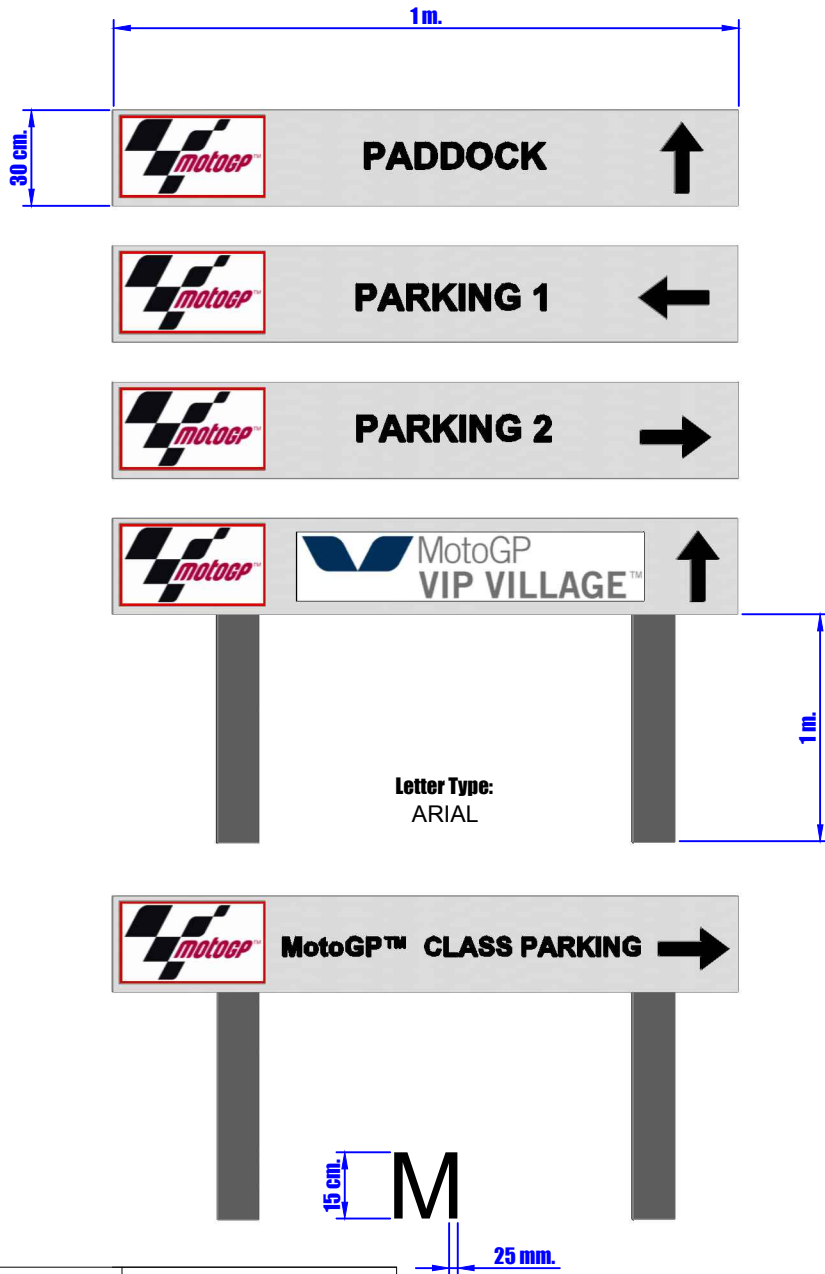 1 m.
30 cm.
motoGP™ PADDOCK
motoGP™ PARKING 1
motoGP™ PARKING 2
motoGP™ MotoGP
VIP VILLAGE™
1 m.
Letter Type:
ARIAL
motoGP™ MotoGP™ CLASS PARKING
15 cm.
M
25 mm.